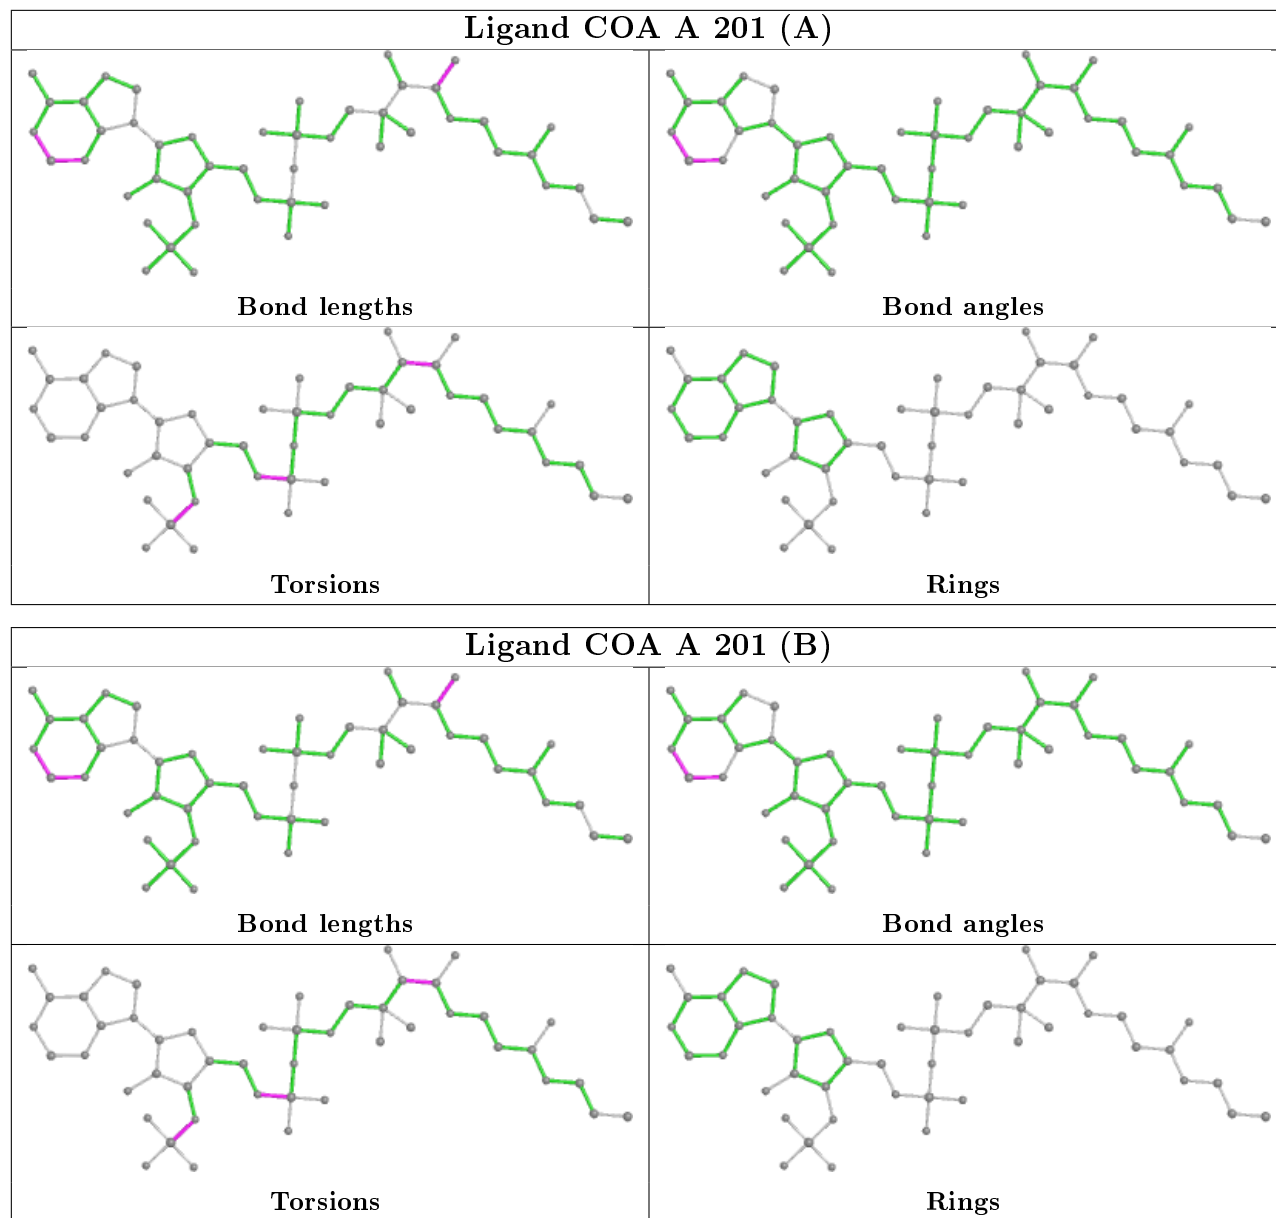 Ligand COA A 201 (A)
Bond lengths
Bond angles
Torsions
Rings
Ligand COA A 201 (B)
Bond lengths
Bond angles
Torsions
Rings